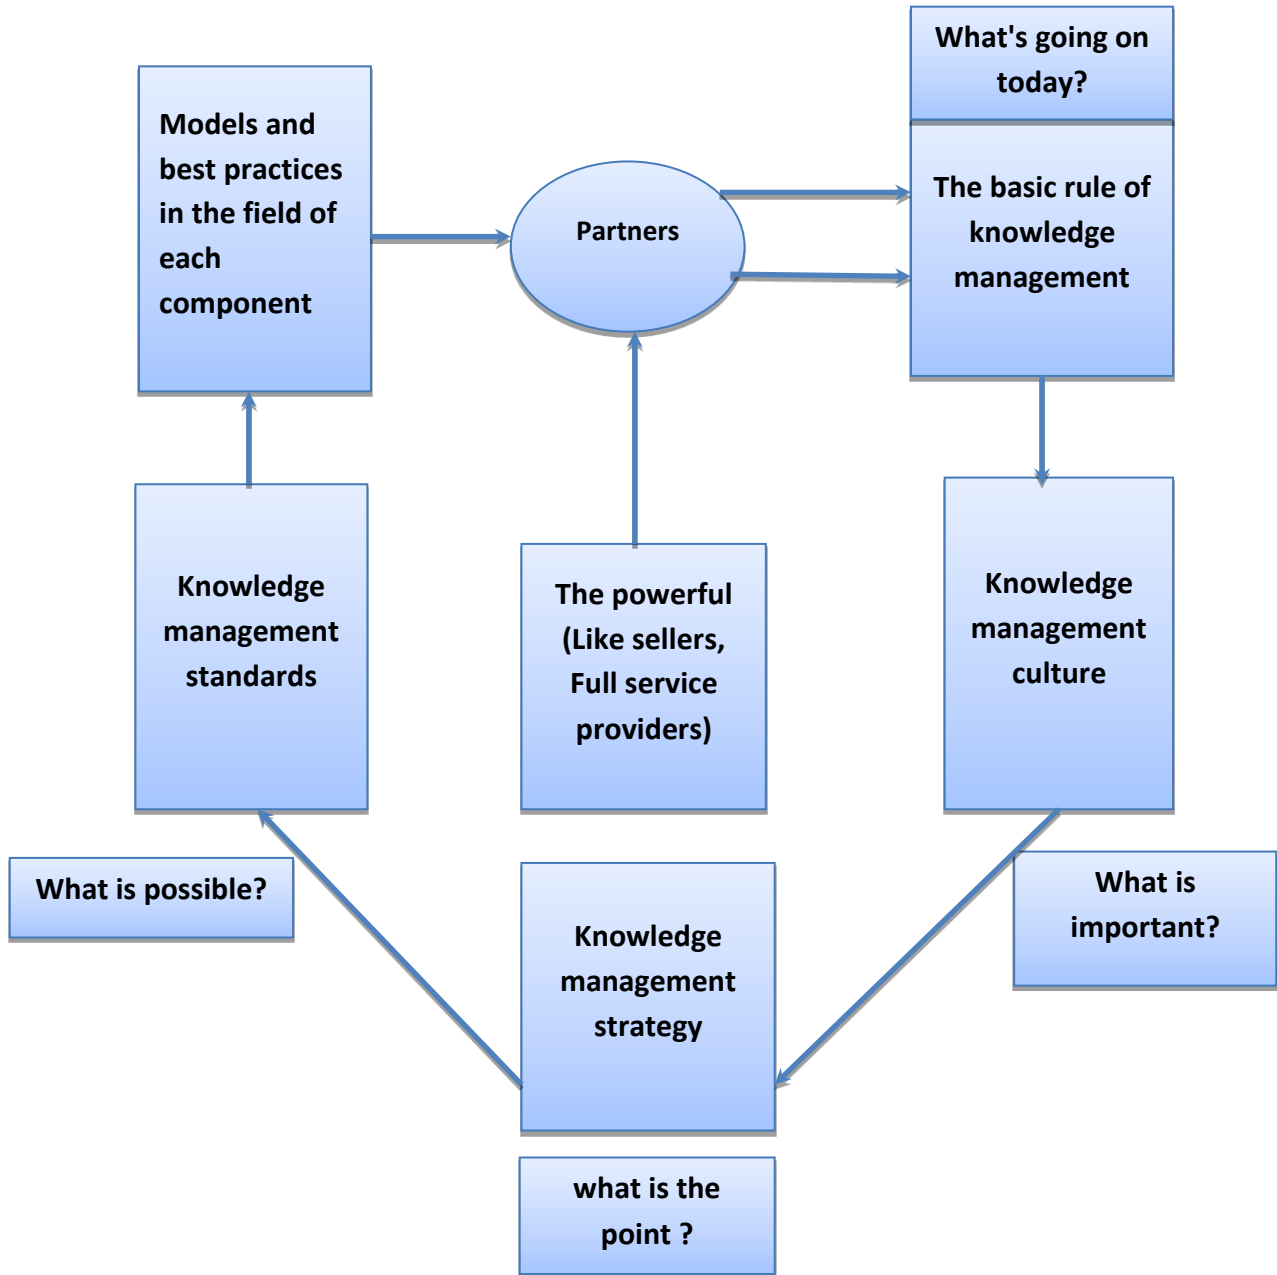 What's going on
today?
Models and
best practices
in the field of
each
component
Partners
The basic rule of
knowledge
management
Knowledge
management
standards
The powerful
(Like sellers,
Full service
providers)
Knowledge
management
culture
What is possible?
Knowledge
management
strategy
What is
important?
what is the
point ?